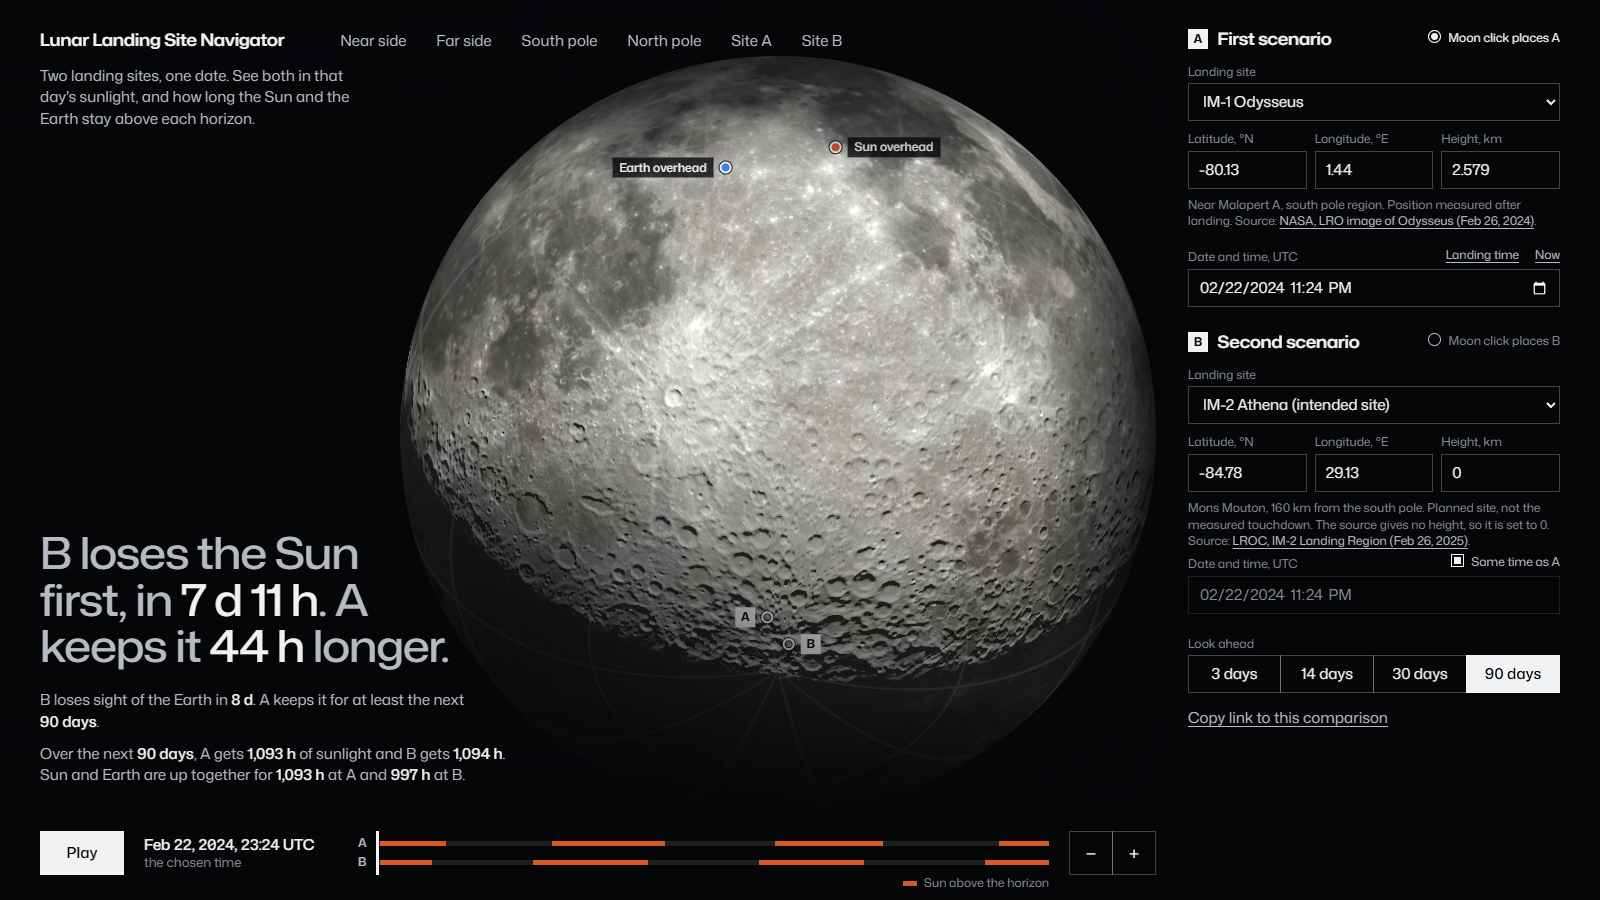 Lunar Landing Site Navigator
Near side
Far side
South pole
North pole
Site A
Site B
Two landing sites, one date. See both in that
day's sunlight, and how long the Sun and the
Earth stay above each horizon.
Earth overhead
Sun overhead
A
B
B loses the Sun
first, in 7 d 11 h. A
keeps it 44 h longer.
B loses sight of the Earth in 8 d. A keeps it for at least the next
90 days.
Over the next 90 days, A gets 1,093 h of sunlight and B gets 1,094 h.
Sun and Earth are up together for 1,093 h at A and 997 h at B.
Play
Feb 22, 2024, 23:24 UTC
the chosen time
A
B
Sun above the horizon
−
+
A First scenario
Moon click places A
Landing site
IM-1 Odysseus
Latitude, °N
Longitude, °E
Height, km
-80.13
1.44
2.579
Near Malapert A, south pole region. Position measured after
landing. Source: NASA, LRO image of Odysseus (Feb 26, 2024).
Date and time, UTC
Landing time
Now
02/22/2024 11:24 PM
B Second scenario
Moon click places B
Landing site
IM-2 Athena (intended site)
Latitude, °N
Longitude, °E
Height, km
-84.78
29.13
0
Mons Mouton, 160 km from the south pole. Planned site, not the
measured touchdown. The source gives no height, so it is set to 0.
Source: LROC, IM-2 Landing Region (Feb 26, 2025).
Date and time, UTC
Same time as A
02/22/2024 11:24 PM
Look ahead
3 days
14 days
30 days
90 days
Copy link to this comparison